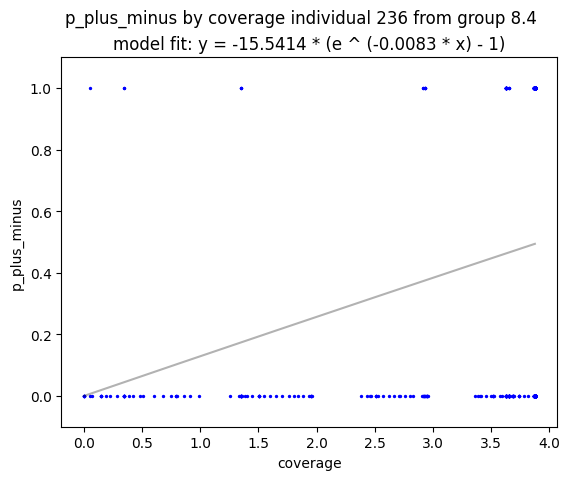 p_plus_minus by coverage individual 236 from group 8.4
model fit: y = -15.5414 * (e ^ (-0.0083 * x) - 1)
1.0
0.8
0.6
0.4
0.2
0.0
p_plus_minus
0.0 0.5 1.0 1.5 2.0 2.5 3.0 3.5 4.0
coverage